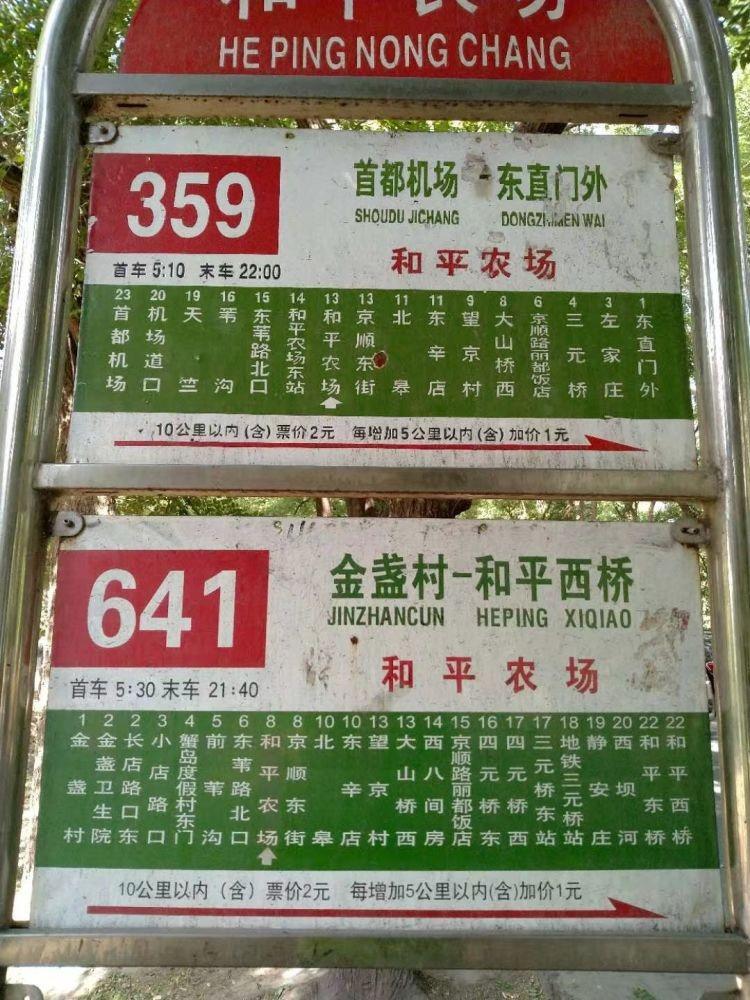 和平农场
HE PING NONG CHANG
359
首都机场 - 东直门外
SHOUDU JICHANG DONGZHIMEN WAI
首车 5:10 末车 22:00
和平农场
23 首都机场
20 机场道口
19 天竺
16 苇沟
15 东苇路北口
14 和平农场东站
13 和平农场
13 京顺东街
11 北皋
11 东辛店
9 望京村
8 大山桥西
6 京顺路丽都饭店
4 三元桥
3 左家庄
1 东直门外
10公里以内(含)票价2元 每增加5公里以内(含)加价1元
641
金盏村-和平西桥
JINZHANCUN HEPING XIQIAO
首车 5:30 末车 21:40
和平农场
1 金盏村
2 金盏卫生院
2 长店路口东
3 小店路口
4 蟹岛度假村东门
5 前苇沟
6 东苇路北口
8 和平农场
8 京顺东街
10 北皋
10 东辛店
13 望京村
13 大山桥西
14 西八间房
15 京顺路丽都饭店
16 四元桥东
17 四元桥西
17 三元桥东站
18 地铁三元桥站
19 静安庄
20 西坝河
22 和平东桥
22 和平西桥
10公里以内(含)票价2元 每增加5公里以内(含)加价1元